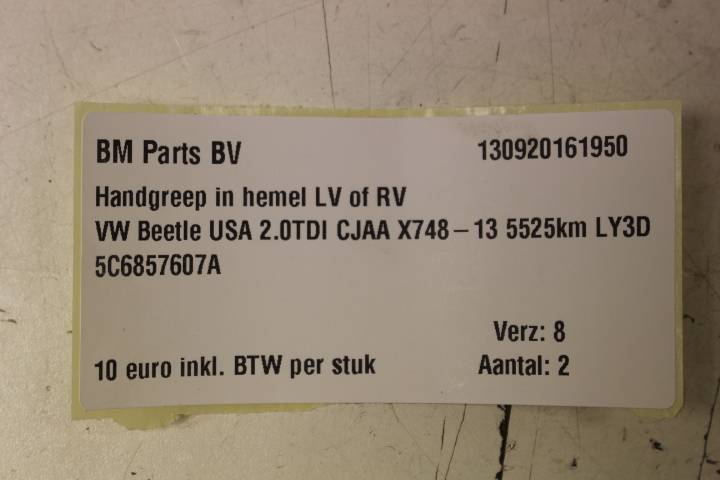 BM Parts BV 130920161950
Handgreep in hemel LV of RV
VW Beetle USA 2.0TDI CJAA X748 – 13 5525km LY3D
5C6857607A
Verz: 8
10 euro inkl. BTW per stuk Aantal: 2